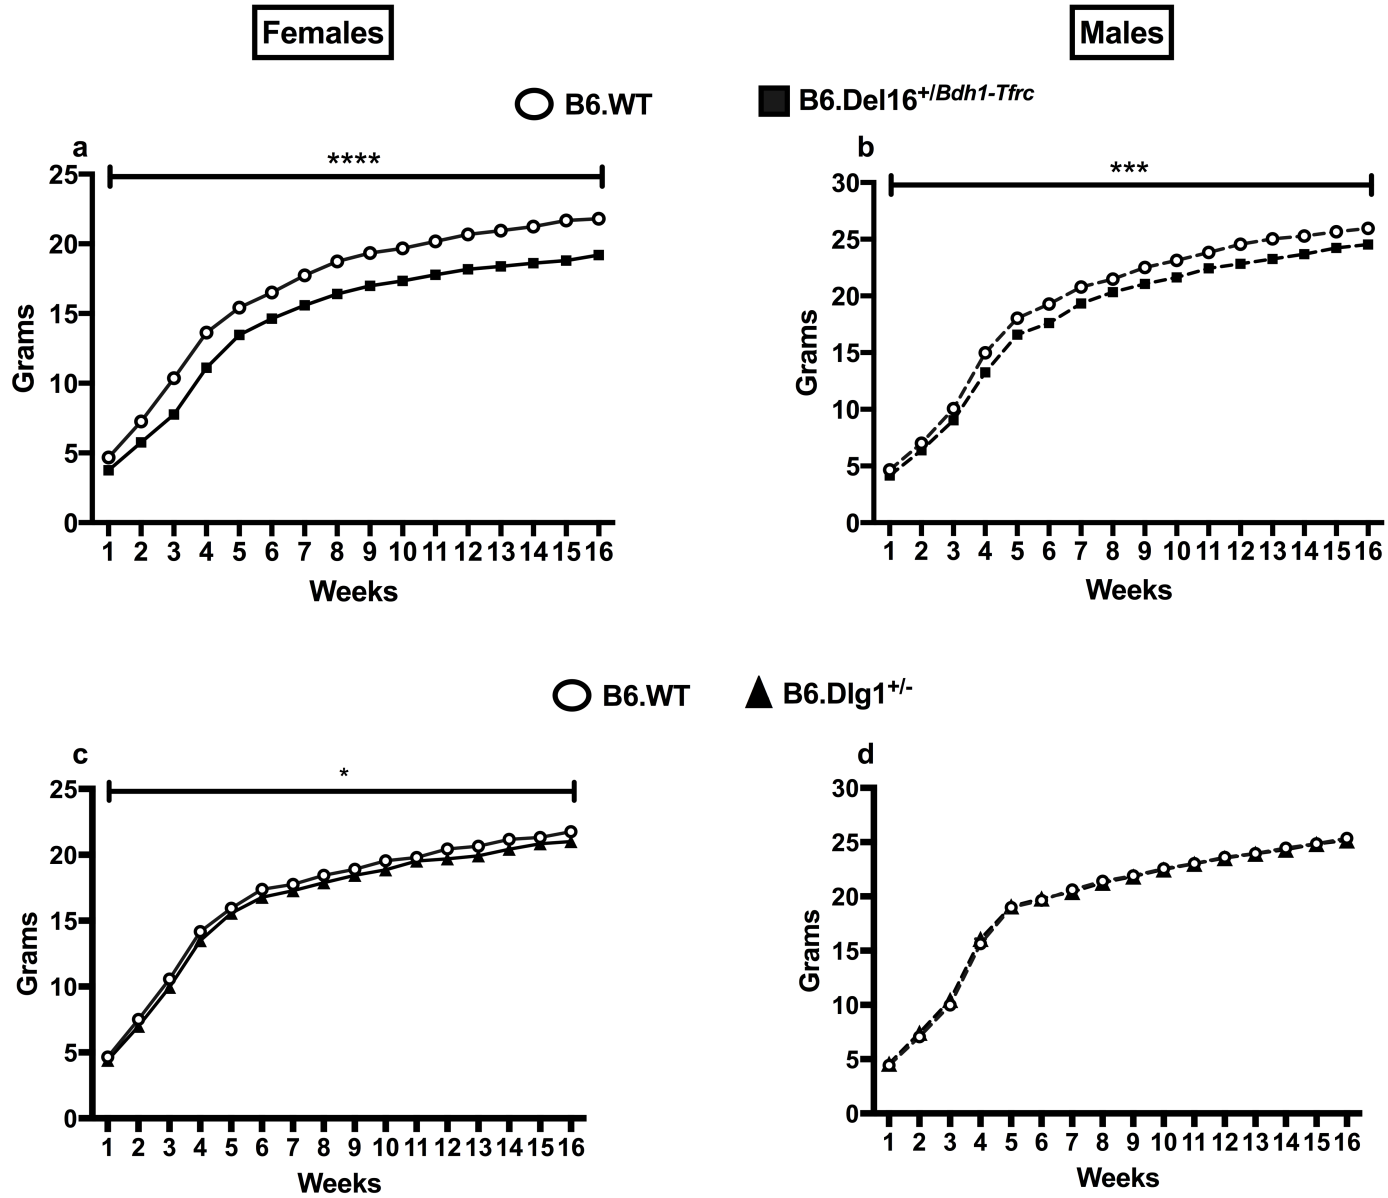 Females Males
B6.WT B6.Del16+/Bdh1-Tfrc
a b
**** ***
25 30
20 25
15 20
10 15
5 10
0 5
0
Grams Grams
1 2 3 4 5 6 7 8 9 10 11 12 13 14 15 16
1 2 3 4 5 6 7 8 9 10 11 12 13 14 15 16
Weeks Weeks
B6.WT B6.Dlg1+/-
c d
*
25 30
20 25
15 20
10 15
5 10
0 5
0
Grams Grams
1 2 3 4 5 6 7 8 9 10 11 12 13 14 15 16
1 2 3 4 5 6 7 8 9 10 11 12 13 14 15 16
Weeks Weeks